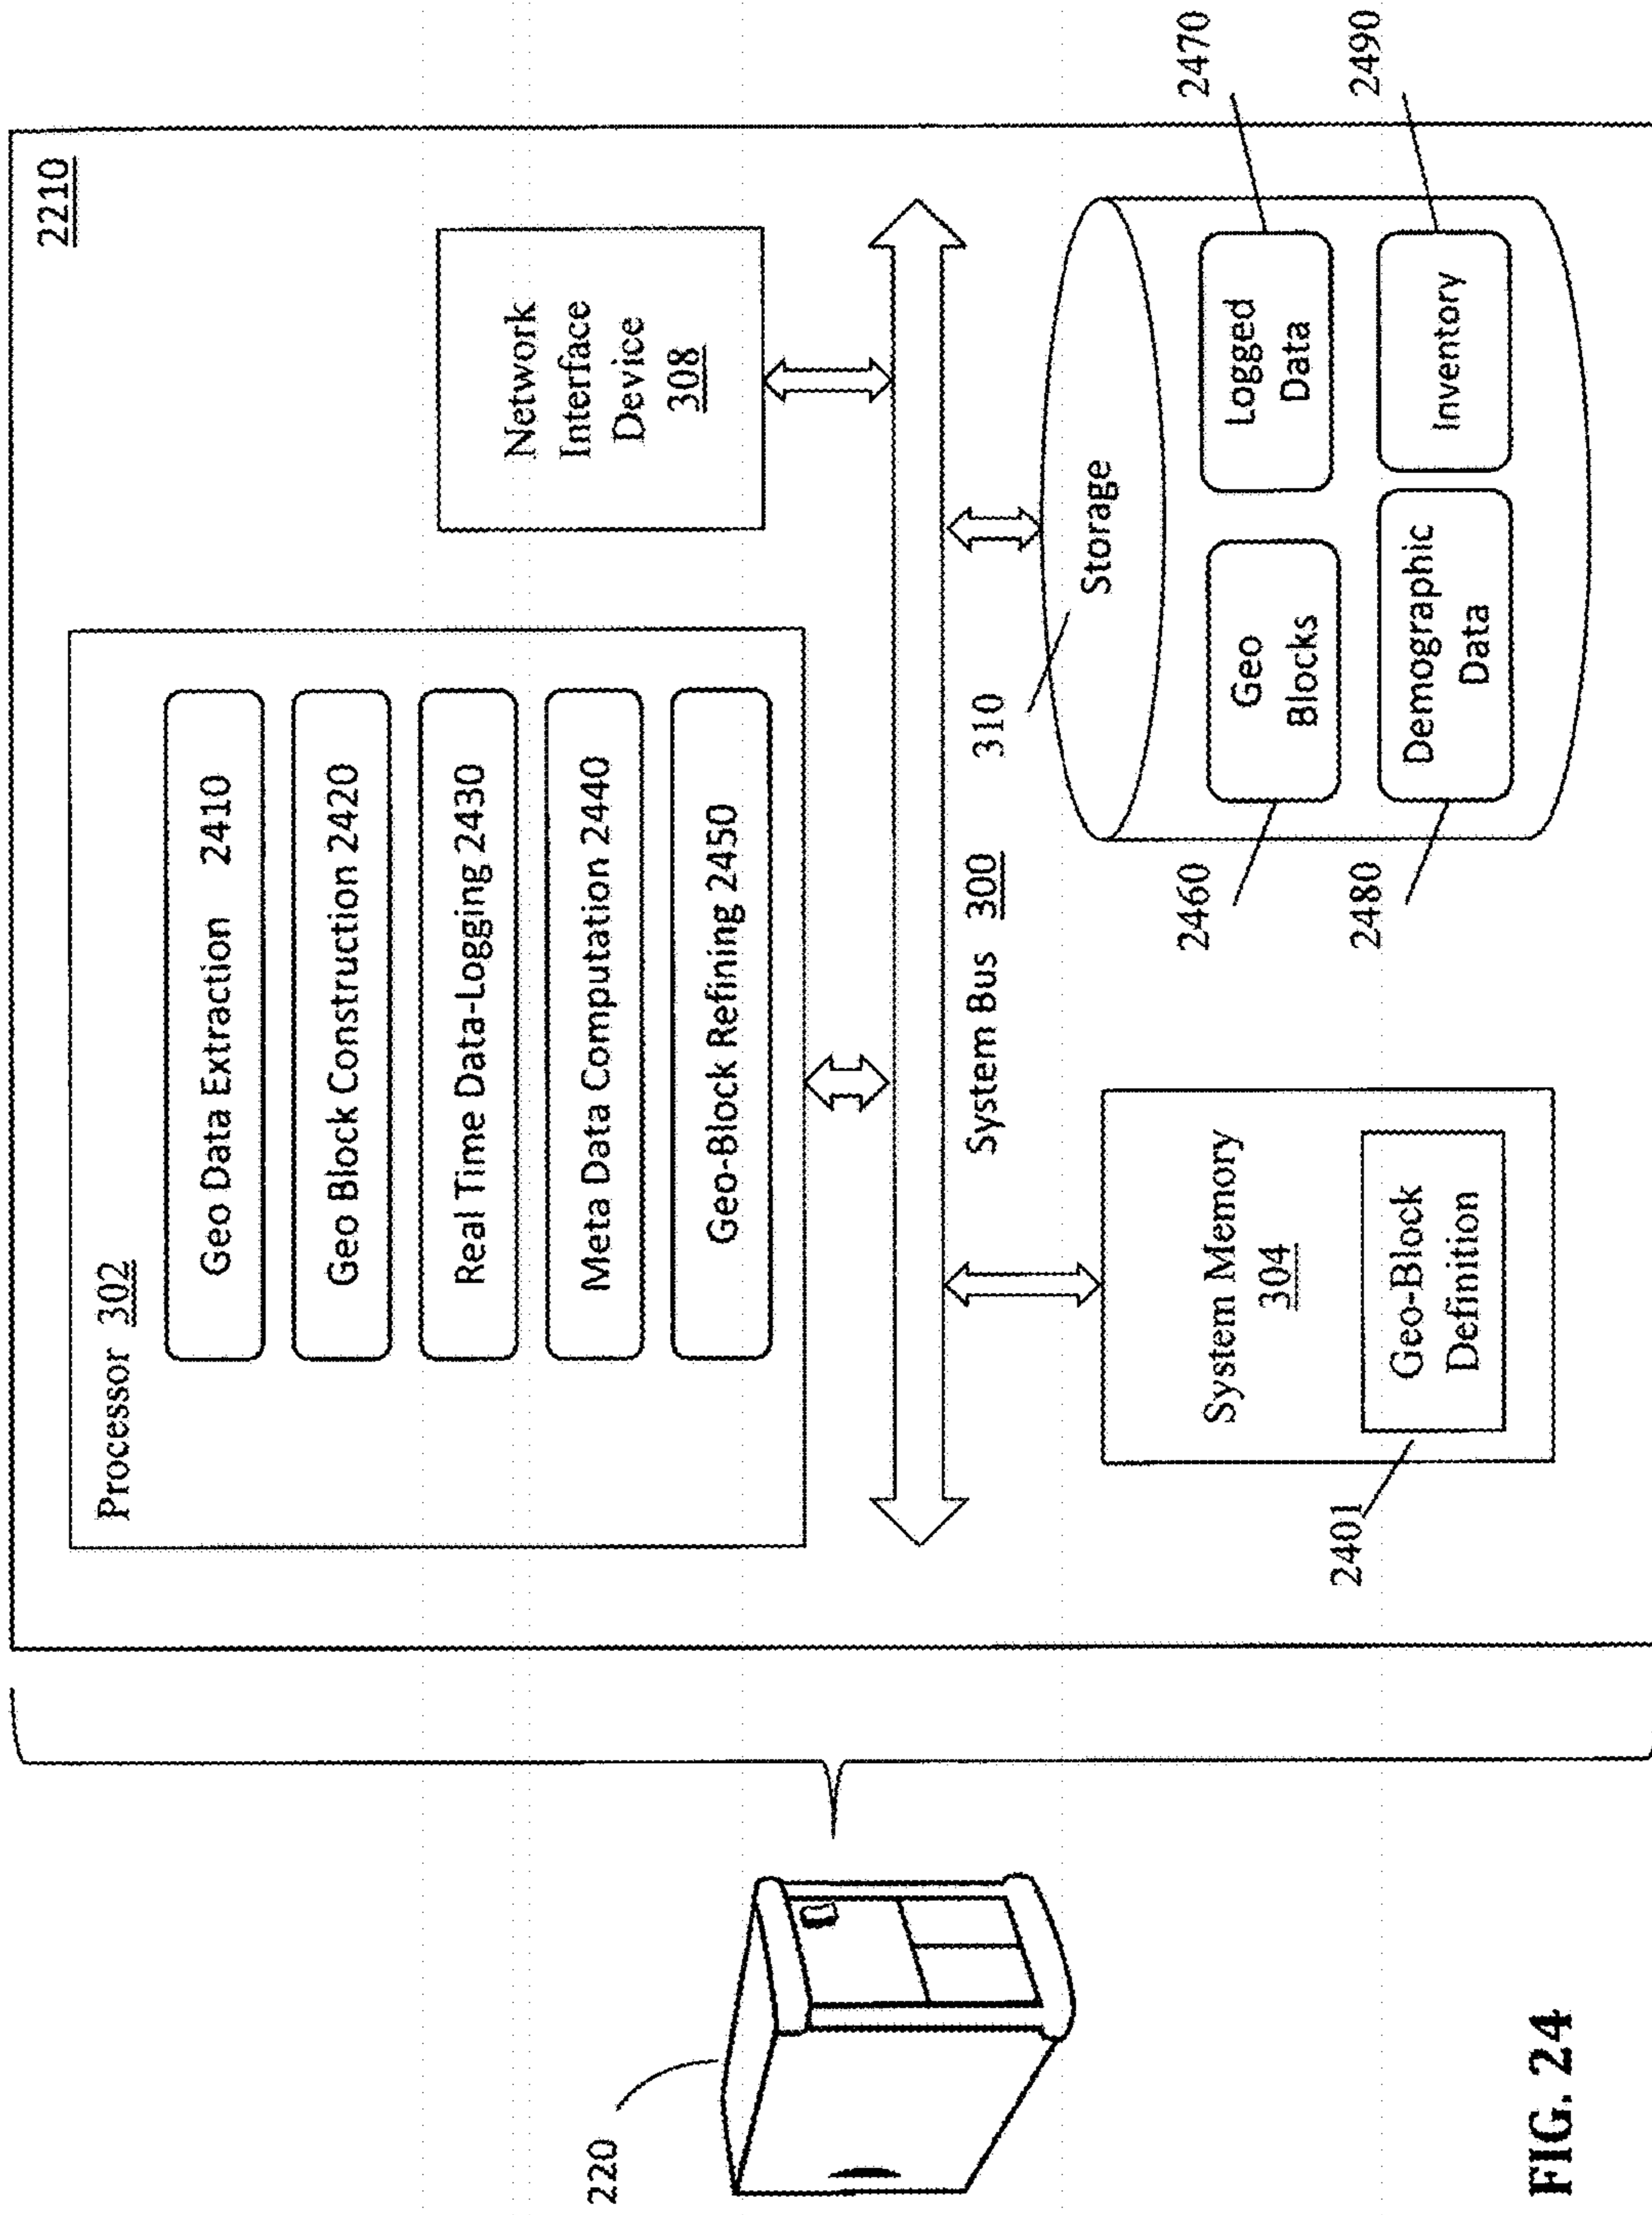 2210
Processor 302
Geo Data Extraction 2410
Geo Block Construction 2420
Real Time Data-Logging 2430
Meta Data Computation 2440
Geo-Block Refining 2450
Network
Interface
Device
308
220
System Bus 300
310
Storage
System Memory
304
Geo-Block
Definition
2401
2460
Geo
Blocks
Logged
Data
2470
2480
Demographic
Data
Inventory
2490
FIG. 24